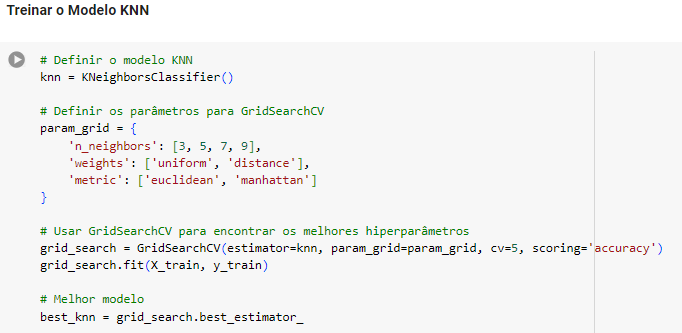 Treinar o Modelo KNN
# Definir o modelo KNN
knn = KNeighborsClassifier()
# Definir os parâmetros para GridSearchCV
param_grid = {
    'n_neighbors': [3, 5, 7, 9],
    'weights': ['uniform', 'distance'],
    'metric': ['euclidean', 'manhattan']
}
# Usar GridSearchCV para encontrar os melhores hiperparâmetros
grid_search = GridSearchCV(estimator=knn, param_grid=param_grid, cv=5, scoring='accuracy')
grid_search.fit(X_train, y_train)
# Melhor modelo
best_knn = grid_search.best_estimator_